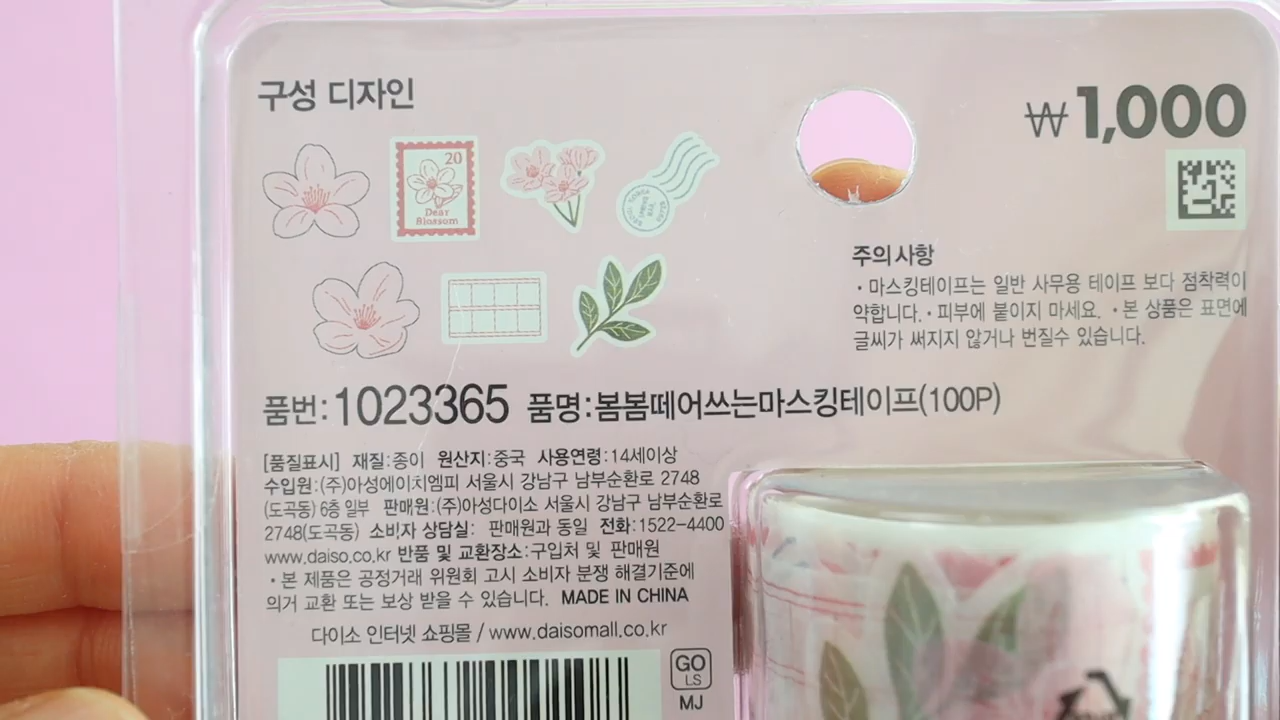 구성 디자인
₩1,000
20
Dear
Blossom
주의사항
· 마스킹테이프는 일반 사무용 테이프 보다 점착력이
약합니다. · 피부에 붙이지 마세요. · 본 상품은 표면에
글씨가 써지지 않거나 번질수 있습니다.
품번:1023365 품명:봄봄떼어쓰는마스킹테이프(100P)
[품질표시] 재질:종이 원산지:중국 사용연령:14세이상
수입원:(주)아성에이치엠피 서울시 강남구 남부순환로 2748
(도곡동) 6층 일부 판매원:(주)아성다이소 서울시 강남구 남부순환로
2748(도곡동) 소비자 상담실: 판매원과 동일 전화:1522-4400
www.daiso.co.kr 반품 및 교환장소:구입처 및 판매원
· 본 제품은 공정거래 위원회 고시 소비자 분쟁 해결기준에
의거 교환 또는 보상 받을 수 있습니다. MADE IN CHINA
다이소 인터넷 쇼핑몰 / www.daisomall.co.kr
GO
LS
MJ